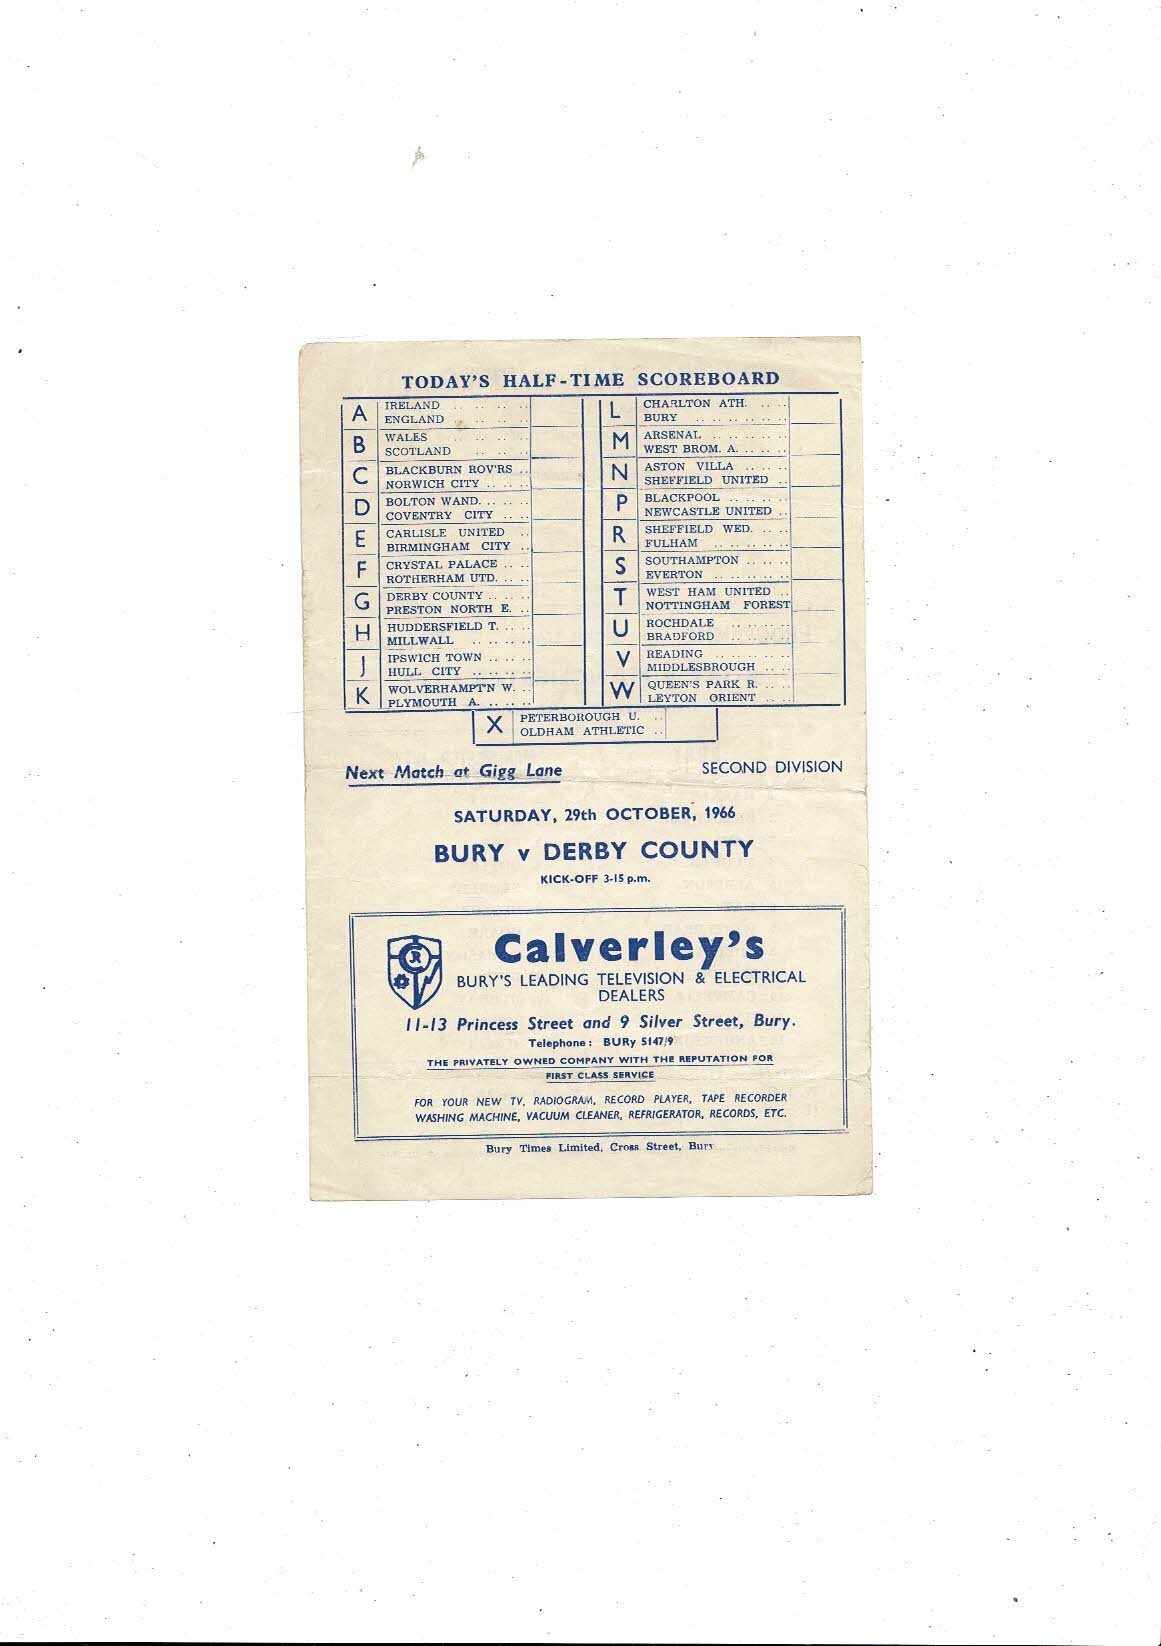 TODAY'S HALF-TIME SCOREBOARD
A
IRELAND .. .. .. ..
ENGLAND .. .. .. ..
B
WALES .. .. .. ..
SCOTLAND .. .. ..
C
BLACKBURN ROV'RS ..
NORWICH CITY .. .. ..
D
BOLTON WAND. .. .. ..
COVENTRY CITY .. ..
E
CARLISLE UNITED ..
BIRMINGHAM CITY ..
F
CRYSTAL PALACE .. ..
ROTHERHAM UTD. .. ..
G
DERBY COUNTY .. .. ..
PRESTON NORTH E. ..
H
HUDDERSFIELD T. .. ..
MILLWALL .. .. .. ..
J
IPSWICH TOWN .. .. ..
HULL CITY .. .. .. ..
K
WOLVERHAMPT'N W. ..
PLYMOUTH A. .. .. ..
L
CHARLTON ATH. .. ..
BURY .. .. .. .. ..
M
ARSENAL .. .. .. ..
WEST BROM. A. .. .. ..
N
ASTON VILLA .. .. ..
SHEFFIELD UNITED ..
P
BLACKPOOL .. .. .. ..
NEWCASTLE UNITED ..
R
SHEFFIELD WED. .. ..
FULHAM .. .. .. ..
S
SOUTHAMPTON .. .. ..
EVERTON .. .. .. ..
T
WEST HAM UNITED ..
NOTTINGHAM FOREST
U
ROCHDALE .. .. .. ..
BRADFORD .. .. .. ..
V
READING .. .. .. ..
MIDDLESBROUGH .. ..
W
QUEEN'S PARK R. .. ..
LEYTON ORIENT .. ..
X
PETERBOROUGH U. ..
OLDHAM ATHLETIC ..
Next Match at Gigg Lane SECOND DIVISION
SATURDAY, 29th OCTOBER, 1966
BURY v DERBY COUNTY
KICK-OFF 3-15 p.m.
R
Calverley's
BURY'S LEADING TELEVISION & ELECTRICAL
DEALERS
11-13 Princess Street and 9 Silver Street, Bury.
Telephone: BURy 5147/9
THE PRIVATELY OWNED COMPANY WITH THE REPUTATION FOR
FIRST CLASS SERVICE
FOR YOUR NEW TV, RADIOGRAM, RECORD PLAYER, TAPE RECORDER
WASHING MACHINE, VACUUM CLEANER, REFRIGERATOR, RECORDS, ETC.
Bury Times Limited, Cross Street, Bury